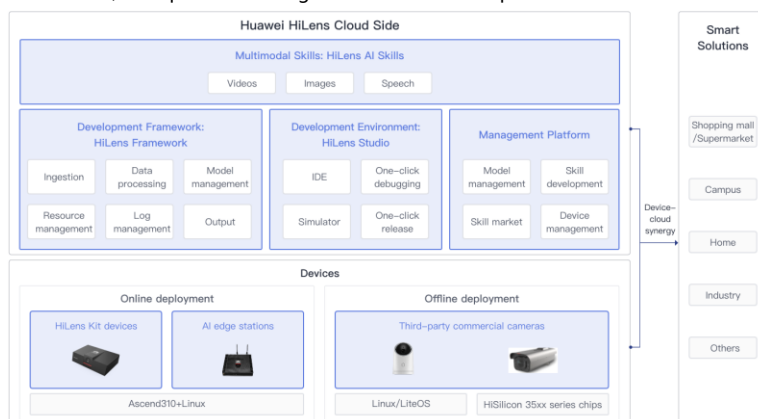 Huawei HiLens Cloud Side
Multimodal Skills: HiLens AI Skills
Videos
Images
Speech
Development Framework:
HiLens Framework
Ingestion
Data
processing
Model
management
Resource
management
Log
management
Output
Development Environment:
HiLens Studio
IDE
One-click
debugging
Simulator
One-click
release
Management Platform
Model
management
Skill
development
Skill market
Device
management
Device-
cloud
synergy
Smart
Solutions
Shopping mall
/Supermarket
Campus
Home
Industry
Others
Devices
Online deployment
HiLens Kit devices
AI edge stations
Ascend310+Linux
Offline deployment
Third-party commercial cameras
Linux/LiteOS
HiSilicon 35xx series chips